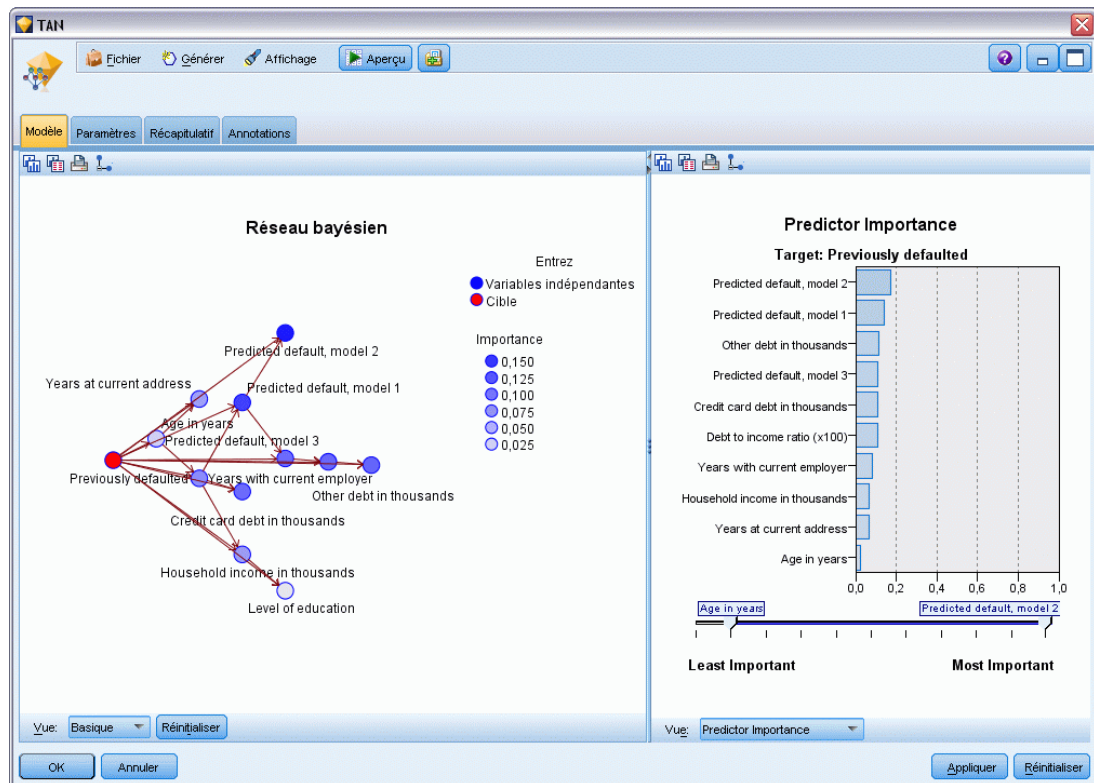 TAN
Fichier Générer Affichage Aperçu
Modèle Paramètres Récapitulatif Annotations
Réseau bayésien
Entrez
Variables indépendantes
Cible
Importance
0,150
0,125
0,100
0,075
0,050
0,025
Predicted default, model 2
Years at current address
Predicted default, model 1
Age in years
Predicted default, model 3
Previously defaulted
Years with current employer
Other debt in thousands
Credit card debt in thousands
Household income in thousands
Level of education
Vue: Basique Réinitialiser
Predictor Importance
Target: Previously defaulted
Predicted default, model 2
Predicted default, model 1
Other debt in thousands
Predicted default, model 3
Credit card debt in thousands
Debt to income ratio (x100)
Years with current employer
Household income in thousands
Years at current address
Age in years
0,0 0,2 0,4 0,6 0,8 1,0
Age in years Predicted default, model 2
Least Important Most Important
Vue: Predictor Importance
OK Annuler Appliquer Réinitialiser